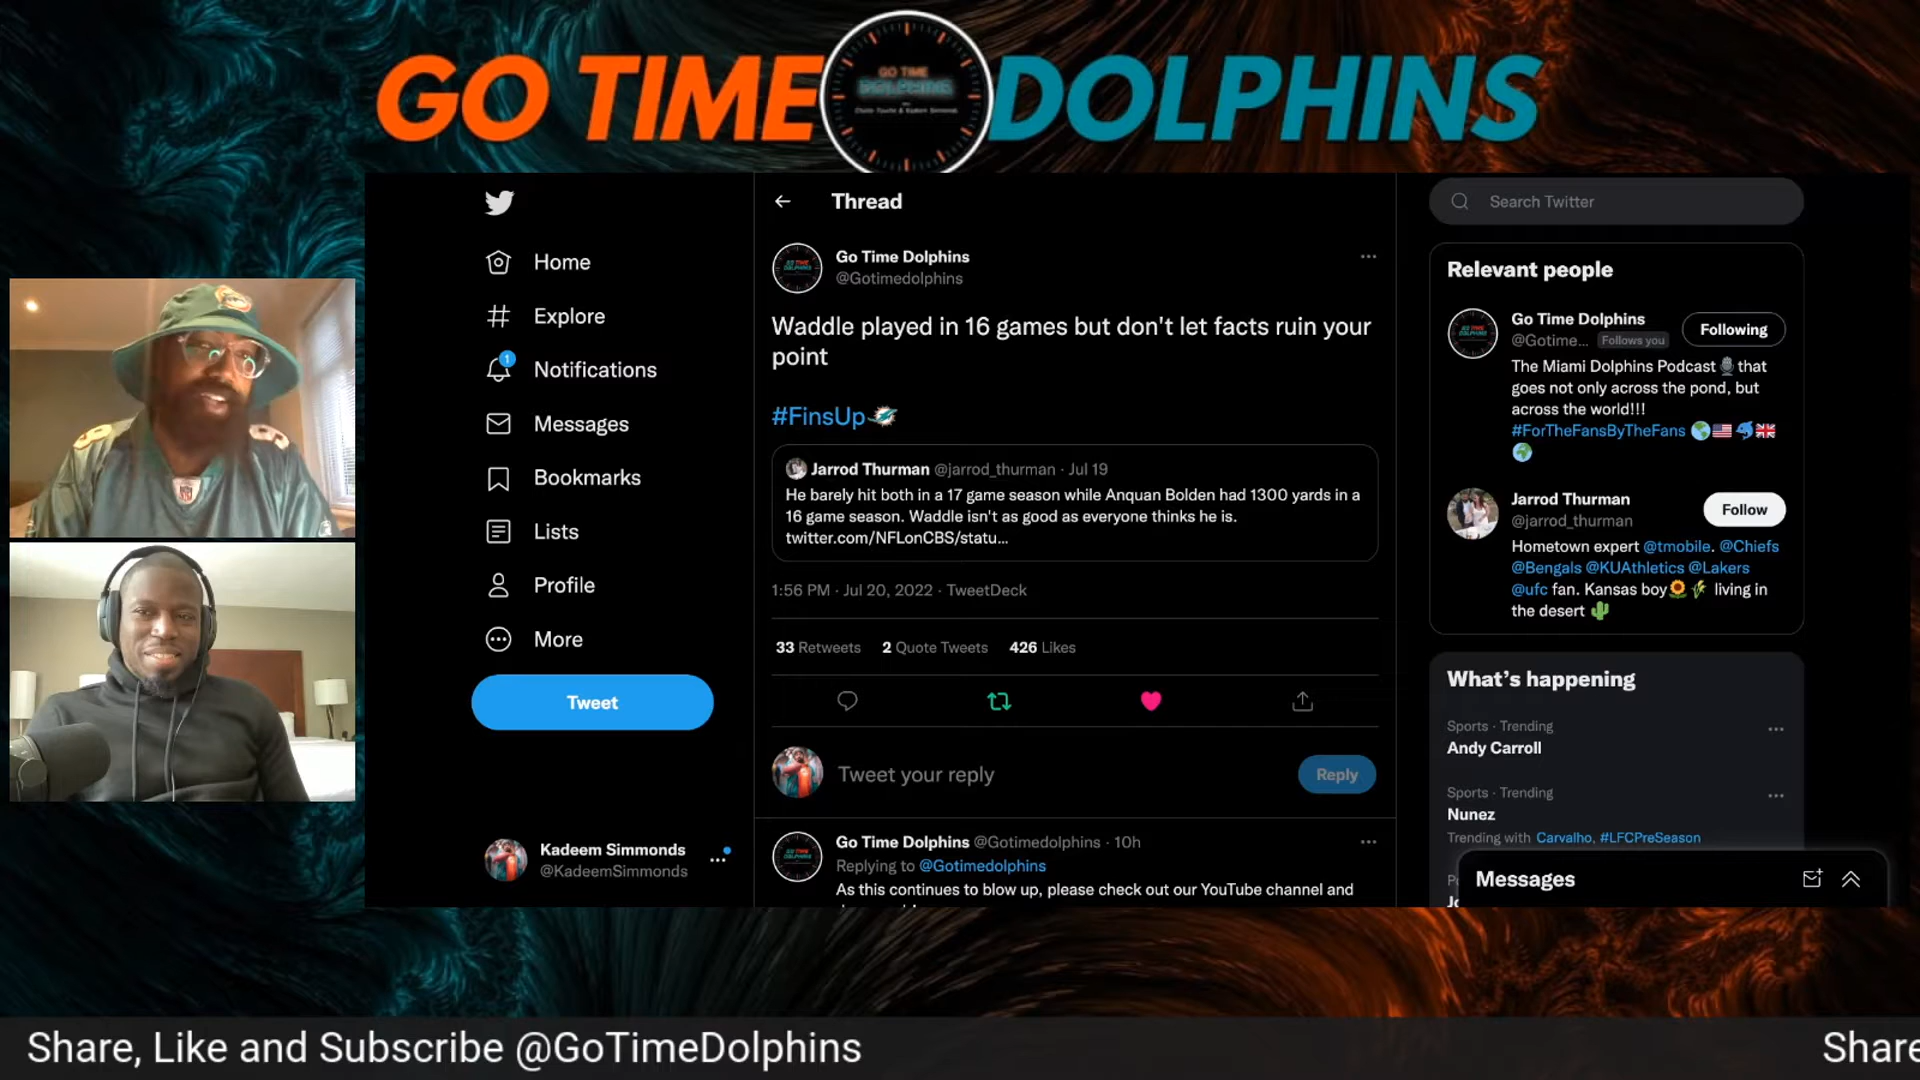 GO TIME DOLPHINS
GO TIME
DOLPHINS
Thread
Search Twitter
Home
Explore
1
Notifications
Messages
Bookmarks
Lists
Profile
More
Tweet
Kadeem Simmonds
@KadeemSimmonds
Go Time Dolphins
@Gotimedolphins
Waddle played in 16 games but don't let facts ruin your
point
#FinsUp
Jarrod Thurman @jarrod_thurman · Jul 19
He barely hit both in a 17 game season while Anquan Bolden had 1300 yards in a
16 game season. Waddle isn't as good as everyone thinks he is.
twitter.com/NFLonCBS/statu...
1:56 PM · Jul 20, 2022 · TweetDeck
33 Retweets 2 Quote Tweets 426 Likes
Tweet your reply
Reply
Go Time Dolphins @Gotimedolphins · 10h
Replying to @Gotimedolphins
As this continues to blow up, please check out our YouTube channel and
Relevant people
Go Time Dolphins
Following
@Gotime... Follows you
The Miami Dolphins Podcast🎙️that
goes not only across the pond, but
across the world!!!
#ForTheFansByTheFans 🌎🇺🇸🐬🇬🇧
🌍
Jarrod Thurman
Follow
@jarrod_thurman
Hometown expert @tmobile. @Chiefs
@Bengals @KUAthletics @Lakers
@ufc fan. Kansas boy🌻🌾 living in
the desert 🌵
What's happening
Sports · Trending
Andy Carroll
Sports · Trending
Nunez
Trending with Carvalho, #LFCPreSeason
Messages
Share, Like and Subscribe @GoTimeDolphins
Share